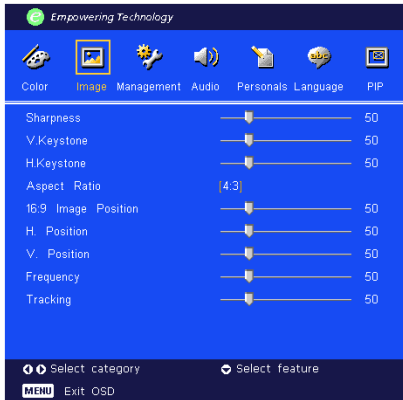 e Empowering Technology
abc
Color Image Management Audio Personals Language PIP
Sharpness 50
V.Keystone 50
H.Keystone 50
Aspect Ratio [4:3]
16:9 Image Position 50
H. Position 50
V. Position 50
Frequency 50
Tracking 50
Select category Select feature
MENU Exit OSD